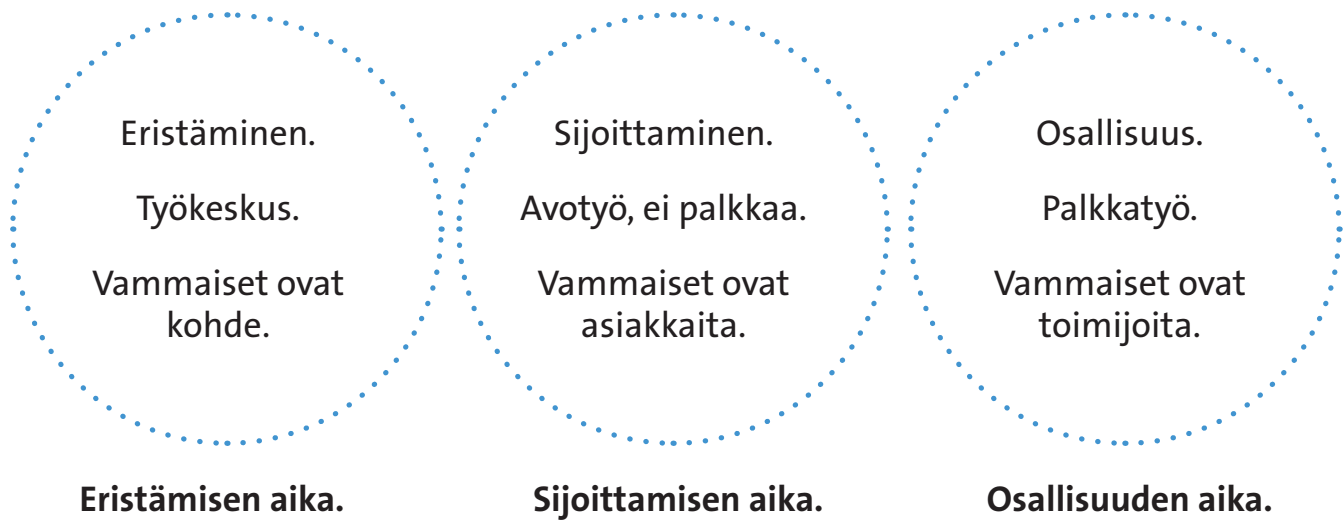 Eristäminen.
Työkeskus.
Vammaiset ovat
kohde.
Sijoittaminen.
Avotyö, ei palkkaa.
Vammaiset ovat
asiakkaita.
Osallisuus.
Palkkatyö.
Vammaiset ovat
toimijoita.
Eristämisen aika.
Sijoittamisen aika.
Osallisuuden aika.